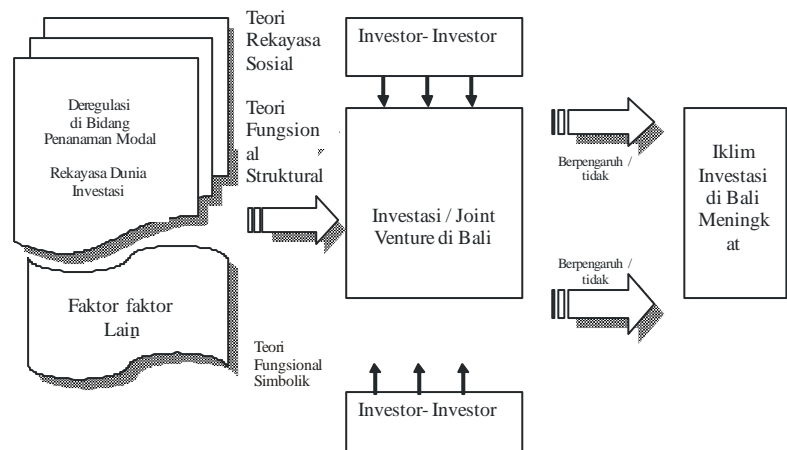 Teori
Rekayasa
Sosial
Teori
Fungsion
al
Struktural
Deregulasi
di Bidang
Penanaman Modal
Rekayasa Dunia
Investasi
Faktor faktor
Lain
Teori
Fungsional
Simbolik
Investor- Investor
Investasi / Joint
Venture di Bali
Investor- Investor
Berpengaruh /
tidak
Berpengaruh /
tidak
Iklim
Investasi
di Bali
Meningk
at